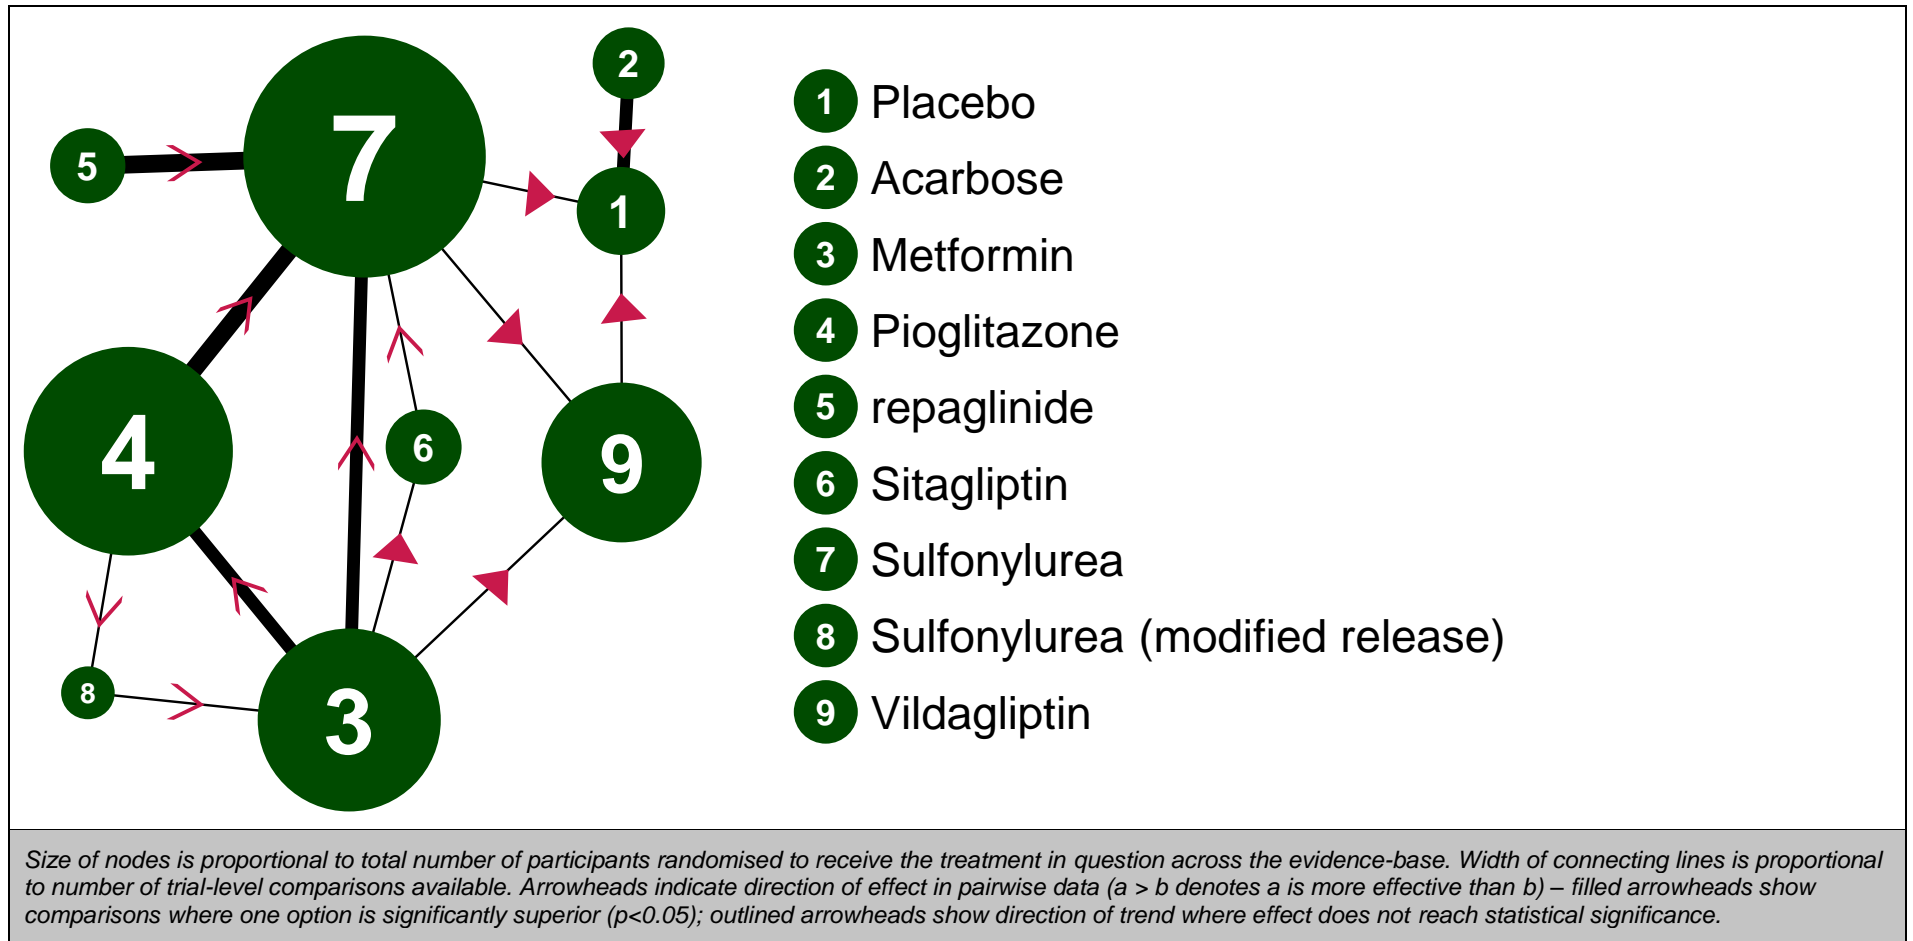 2
7
5
1
4
6
9
8
3
1 Placebo
2 Acarbose
3 Metformin
4 Pioglitazone
5 repaglinide
6 Sitagliptin
7 Sulfonylurea
8 Sulfonylurea (modified release)
9 Vildagliptin
Size of nodes is proportional to total number of participants randomised to receive the treatment in question across the evidence-base. Width of connecting lines is proportional
to number of trial-level comparisons available. Arrowheads indicate direction of effect in pairwise data (a > b denotes a is more effective than b) – filled arrowheads show
comparisons where one option is significantly superior (p<0.05); outlined arrowheads show direction of trend where effect does not reach statistical significance.